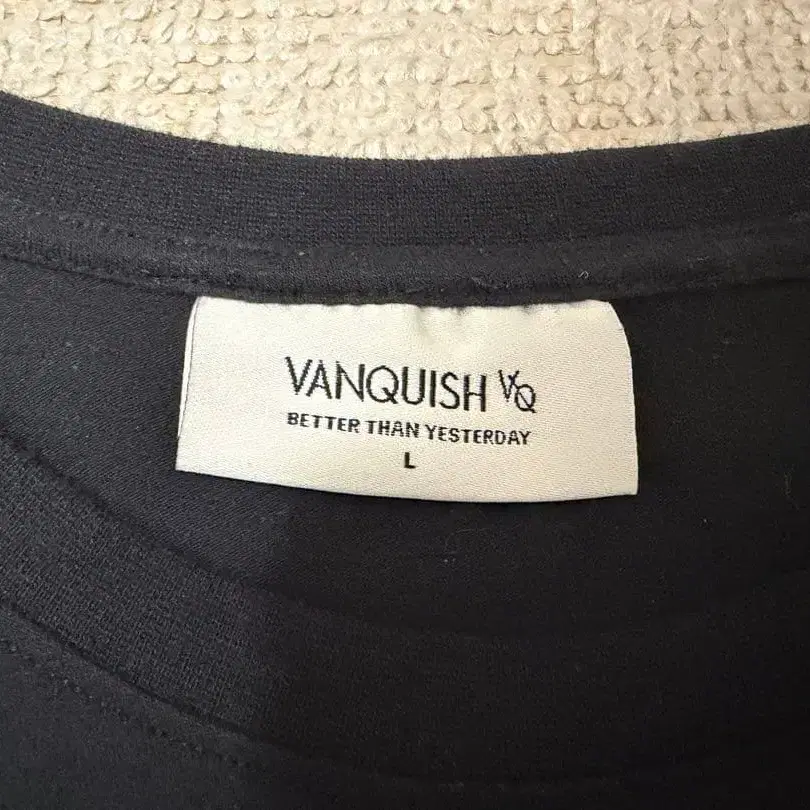 VANQUISH VQ
BETTER THAN YESTERDAY
L